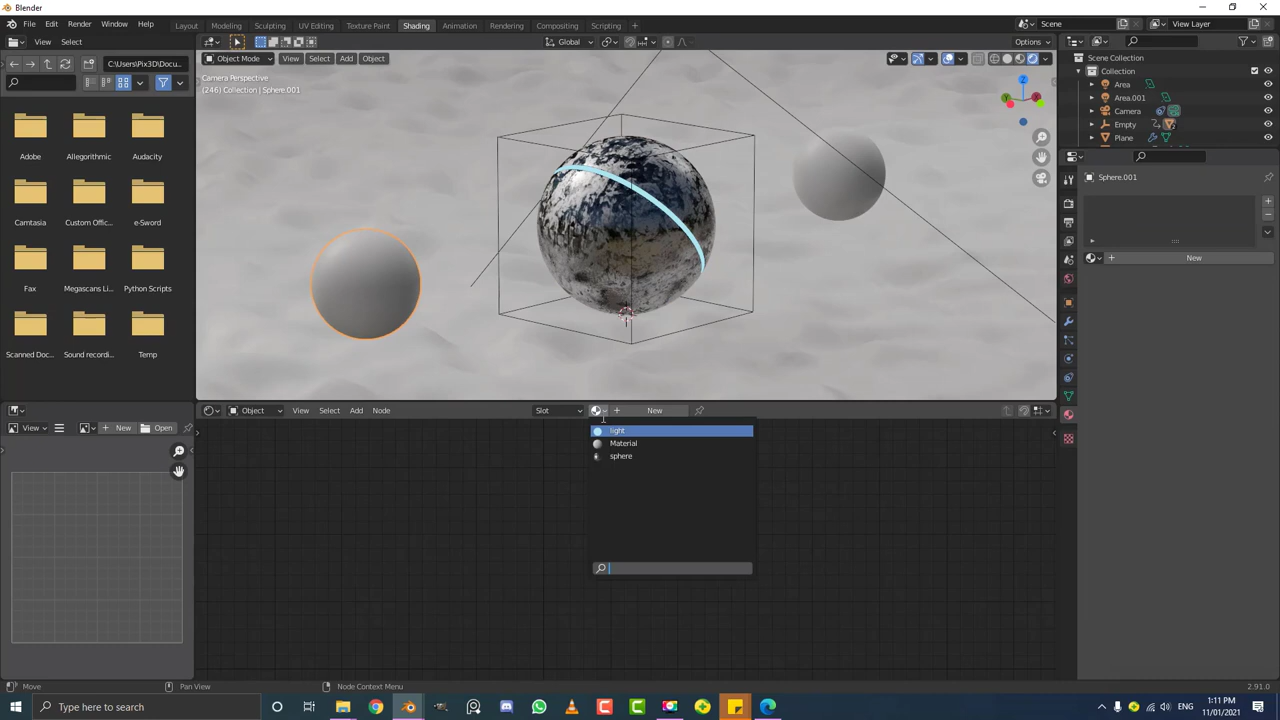 Blender
File Edit Render Window Help
Layout Modeling Sculpting UV Editing Texture Paint Shading Animation Rendering Compositing Scripting +
Scene
View Layer
View Select
Global
Options
C:\Users\Pix3D\Docu...
Object Mode View Select Add Object
Camera Perspective
(246) Collection | Sphere.001
Z
Y
X
Adobe Allegorithmic Audacity
Camtasia Custom Offic... e-Sword
Fax Megascans Li... Python Scripts
Scanned Doc... Sound recordi... Temp
Scene Collection
Collection
Area
Area.001
Camera
Empty
Plane
Sphere.001
New
Object View Select Add Node
Slot
New
View
New
Open
light
Material
sphere
Move
Pan View
Node Context Menu
2.91.0
Type here to search
ENG
1:11 PM
11/01/2021